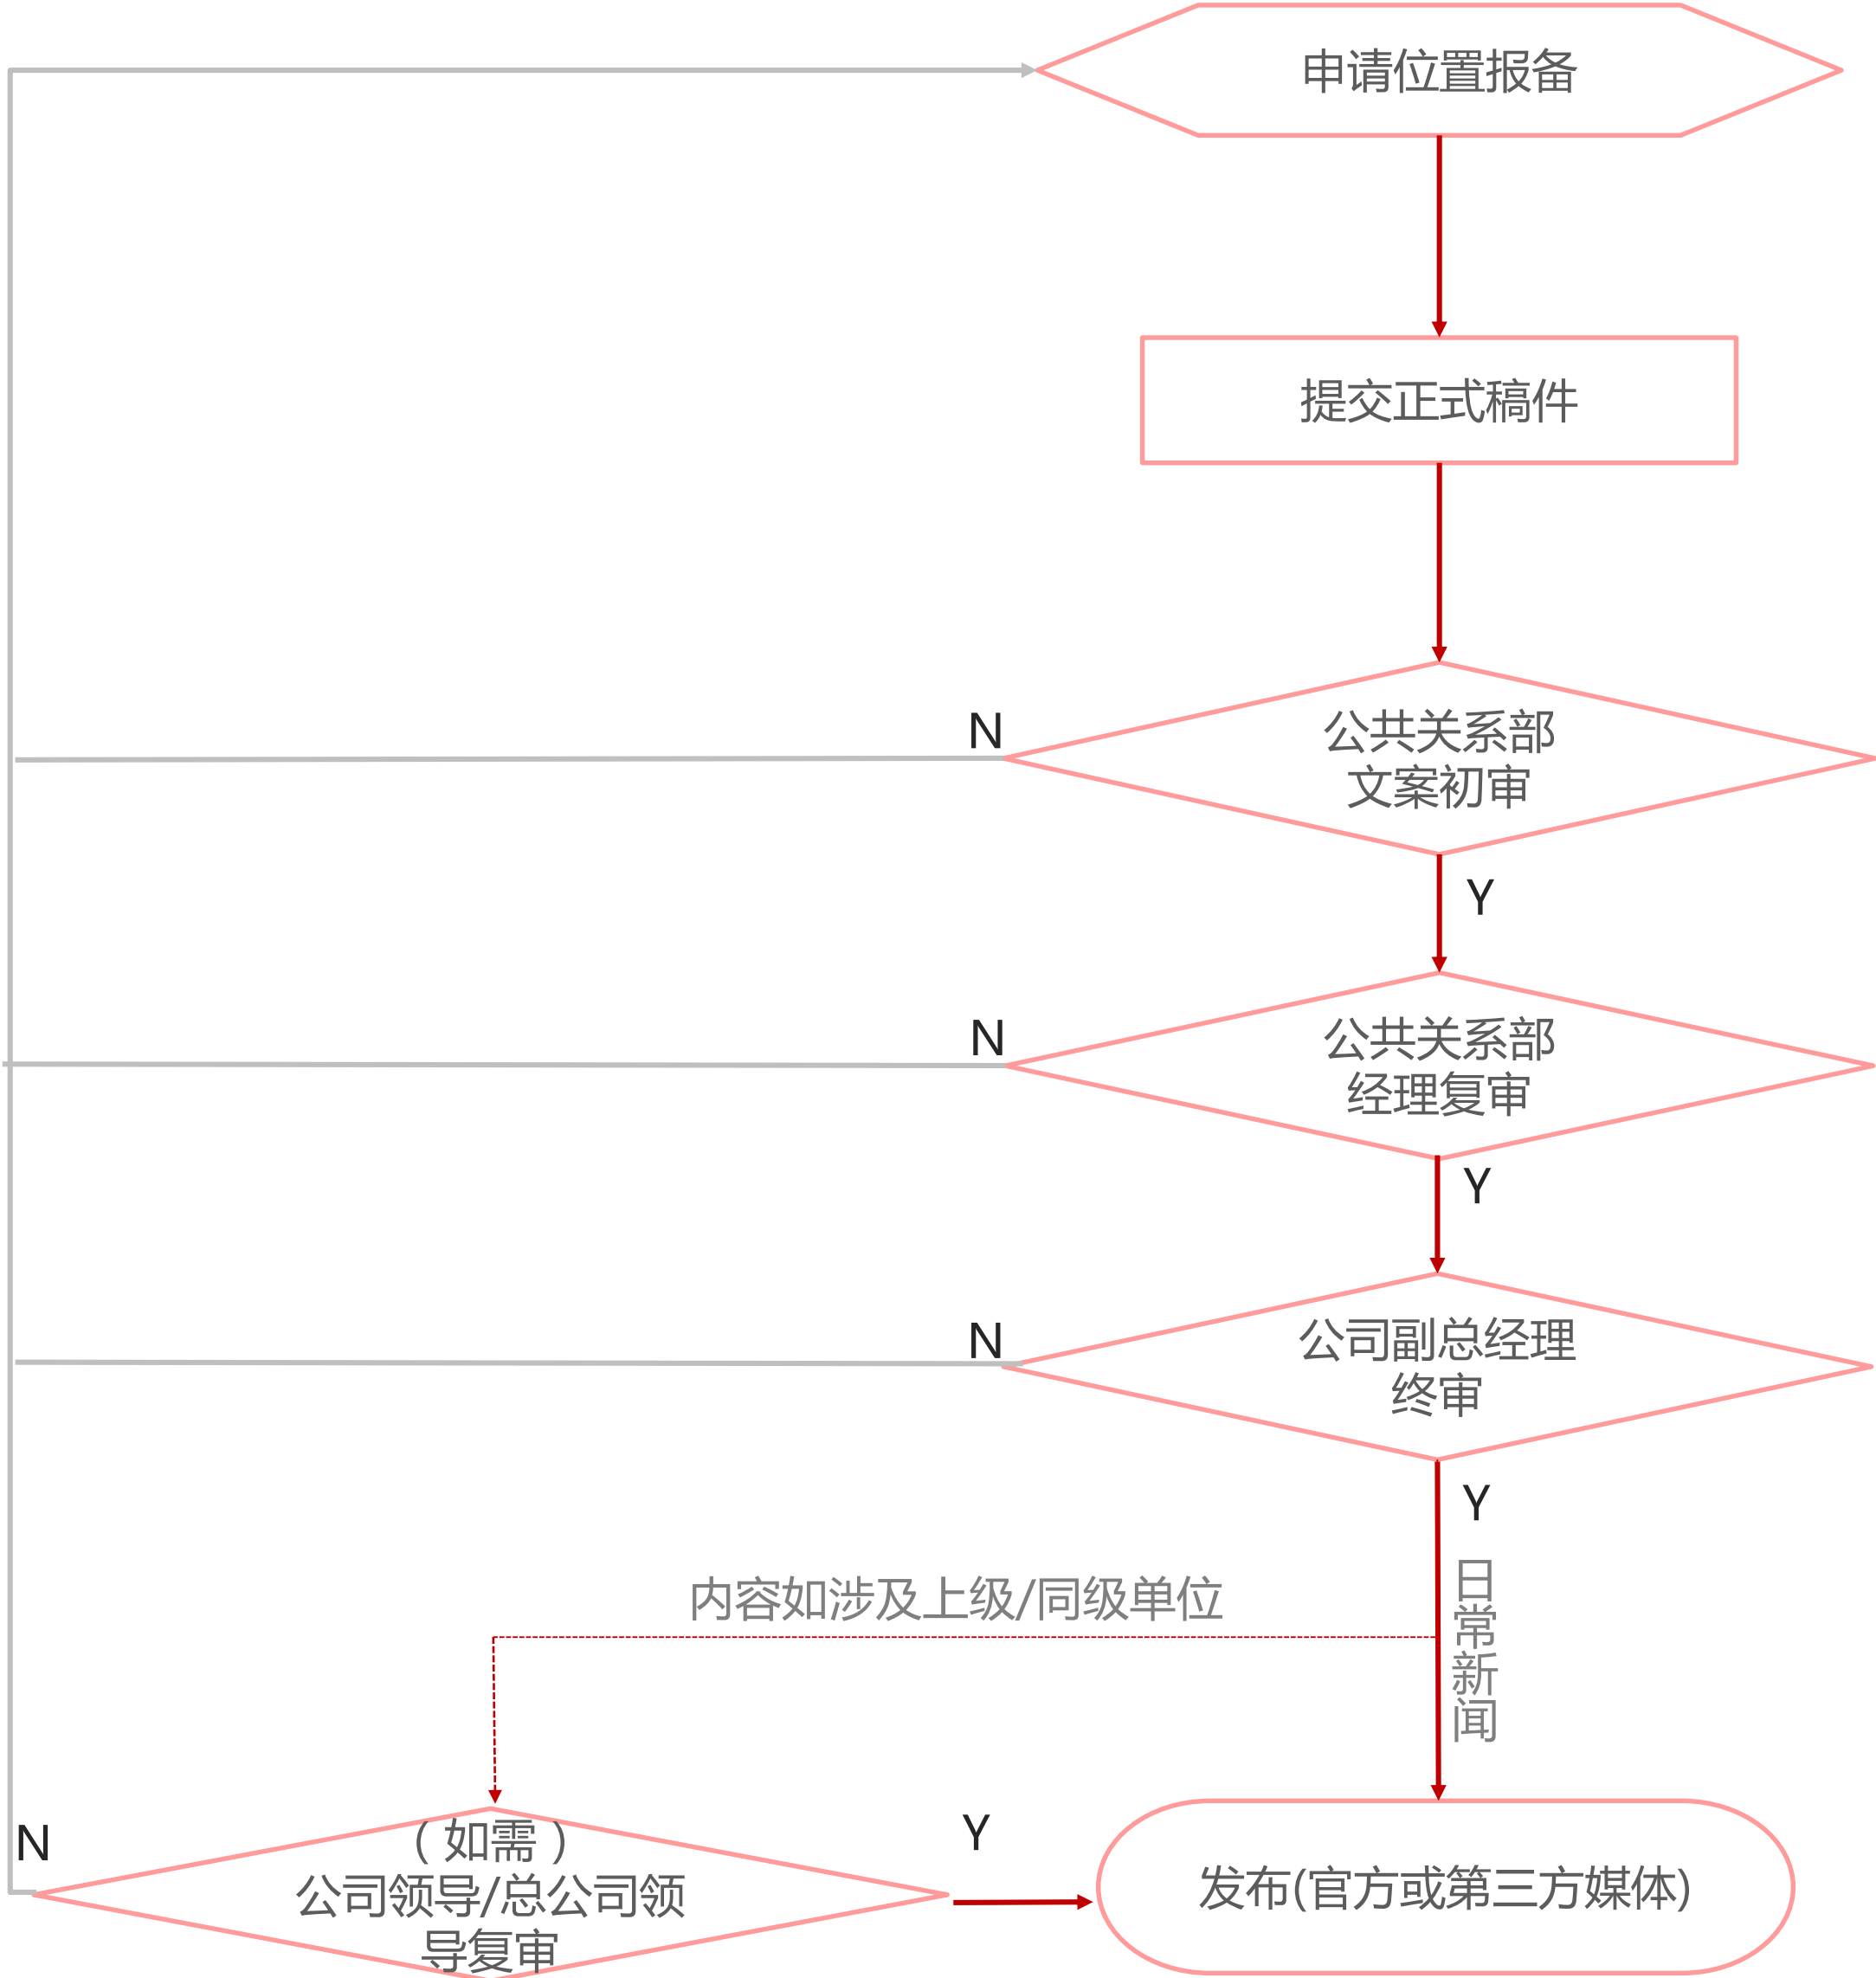 申请位置报备
提交正式稿件
N
公共关系部
文案初审
Y
N
公共关系部
经理复审
Y
N
公司副总经理
终审
Y
内容如涉及上级/同级单位
日常新闻
N
（如需）
公司领导/总公司领
导复审
Y
发布(官方或第三方媒体)